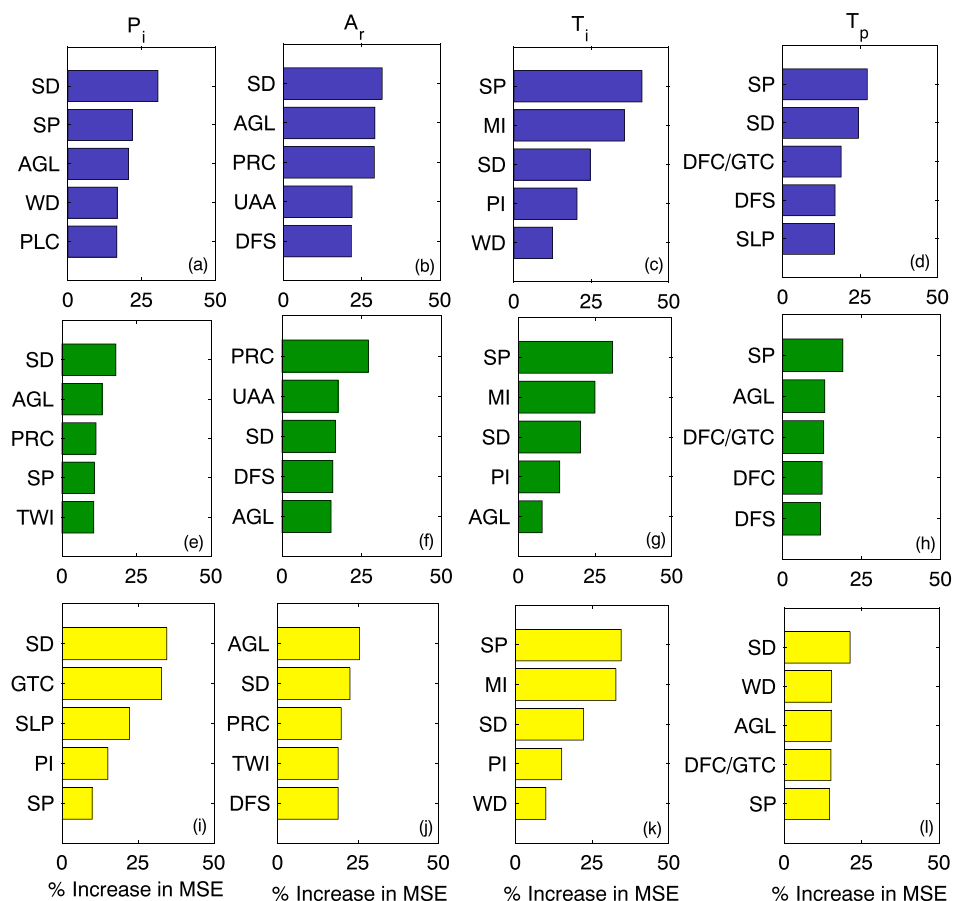 P_i
A_r
T_i
T_p
SD
SP
AGL
WD
PLC
(a)
0 25 50
SD
AGL
PRC
UAA
DFS
(b)
0 25 50
SP
MI
SD
PI
WD
(c)
0 25 50
SP
SD
DFC/GTC
DFS
SLP
(d)
0 25 50
SD
AGL
PRC
SP
TWI
(e)
0 25 50
PRC
UAA
SD
DFS
AGL
(f)
0 25 50
SP
MI
SD
PI
AGL
(g)
0 25 50
SP
AGL
DFC/GTC
DFC
DFS
(h)
0 25 50
SD
GTC
SLP
PI
SP
(i)
0 25 50
% Increase in MSE
AGL
SD
PRC
TWI
DFS
(j)
0 25 50
% Increase in MSE
SP
MI
SD
PI
WD
(k)
0 25 50
% Increase in MSE
SD
WD
AGL
DFC/GTC
SP
(l)
0 25 50
% Increase in MSE